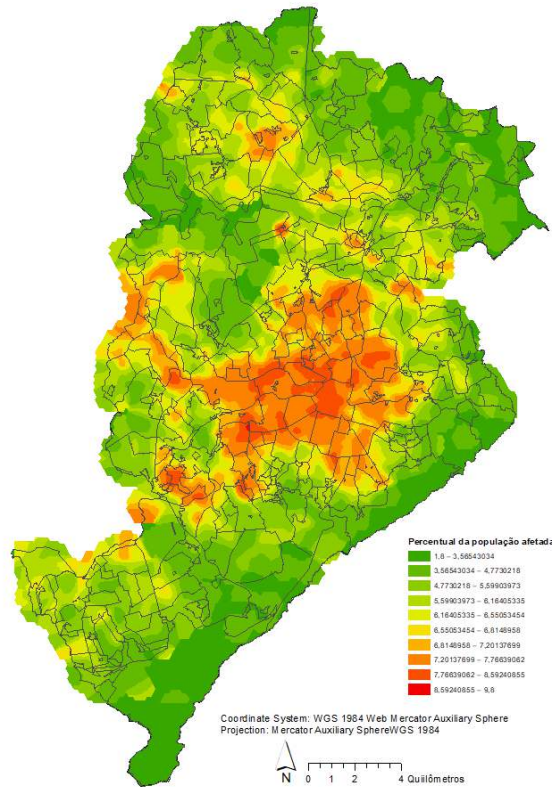 Percentual da população afetada
1,8 – 3,56543034
3,56543034 – 4,7730218
4,7730218 – 5,59903973
5,59903973 – 6,16405335
6,16405335 – 6,55053454
6,55053454 – 6,8148958
6,8148958 – 7,20137699
7,20137699 – 7,76639062
7,76639062 – 8,59240855
8,59240855 – 9,8
Coordinate System: WGS 1984 Web Mercator Auxiliary Sphere
Projection: Mercator Auxiliary SphereWGS 1984
N
0 1 2 4 Quiilômetros